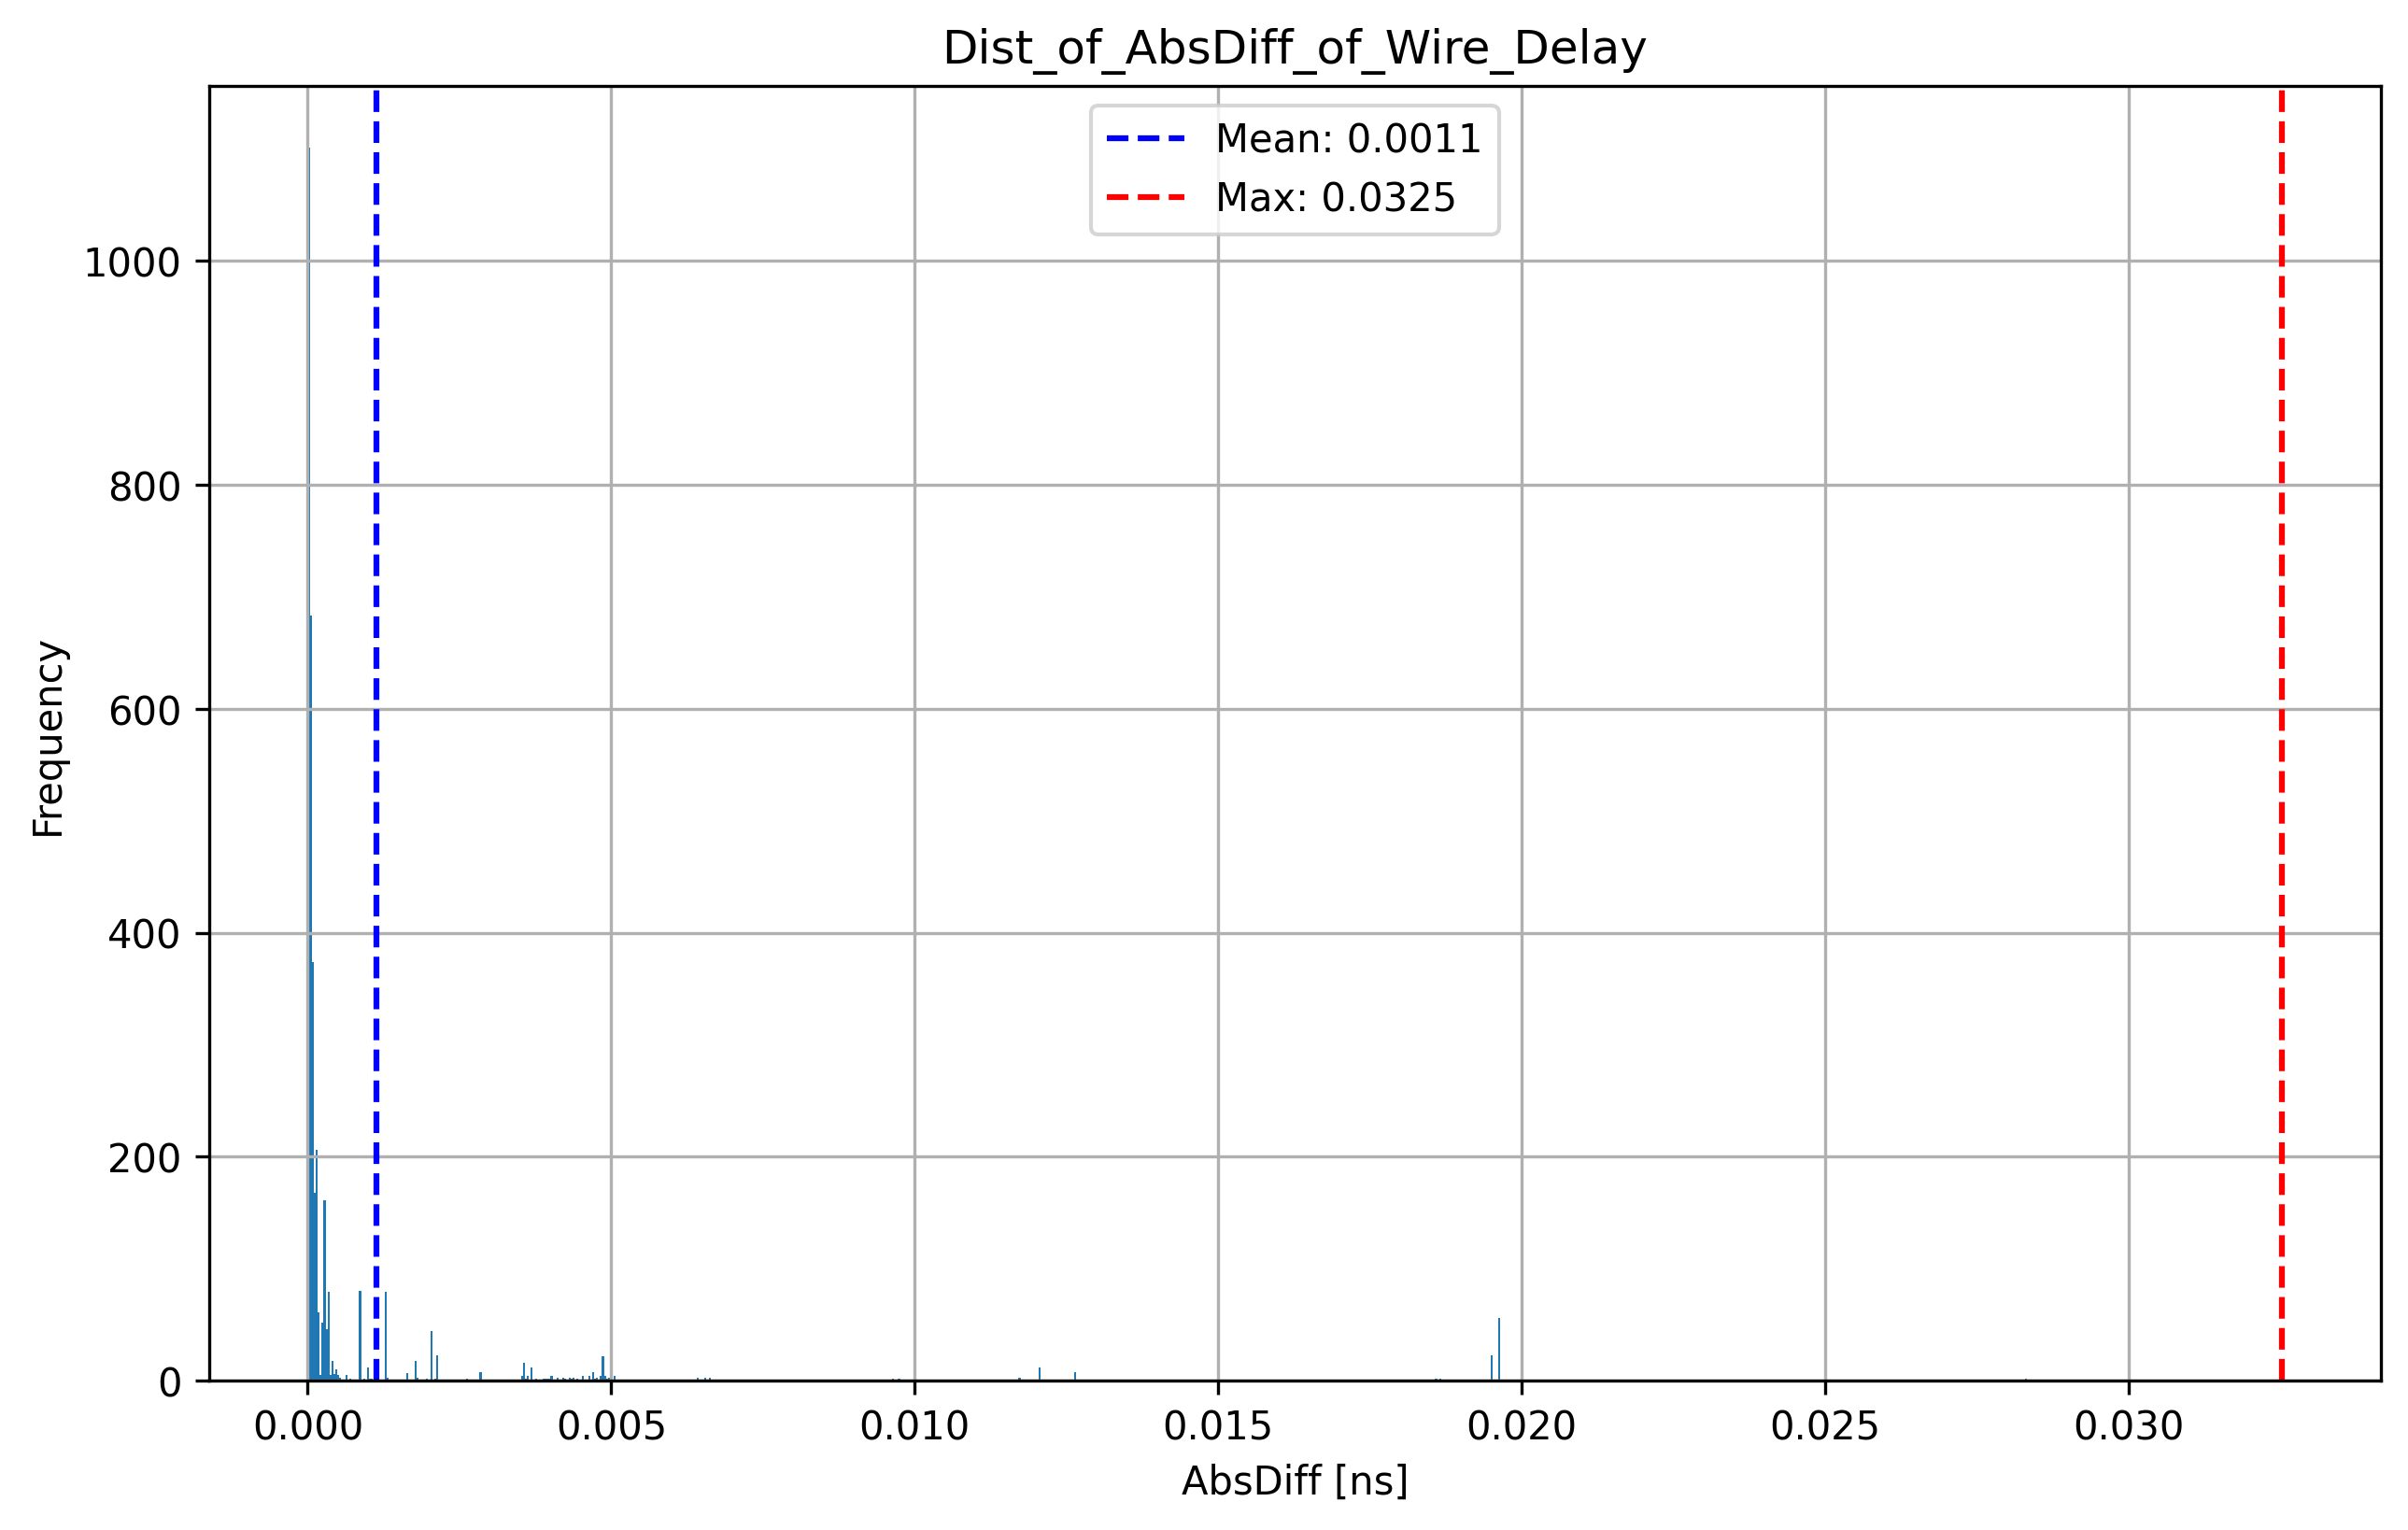 Dist_of_AbsDiff_of_Wire_Delay
Mean: 0.0011
Max: 0.0325
1000
800
600
400
200
0
Frequency
0.000 0.005 0.010 0.015 0.020 0.025 0.030
AbsDiff [ns]